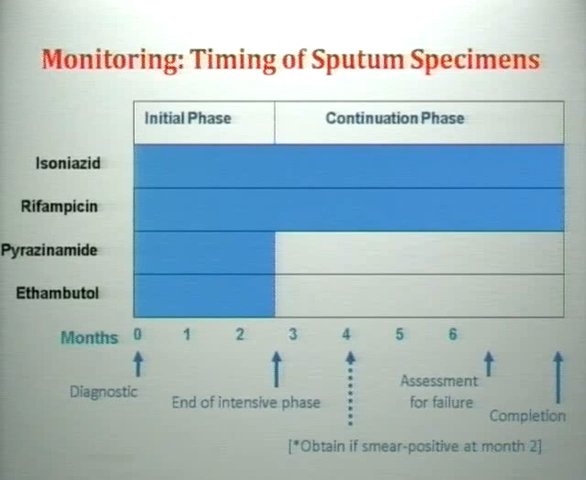 Monitoring: Timing of Sputum Specimens
Initial Phase Continuation Phase
Isoniazid
Rifampicin
Pyrazinamide
Ethambutol
Months 0 1 2 3 4 5 6
Diagnostic
End of intensive phase
Assessment
for failure
Completion
[*Obtain if smear-positive at month 2]